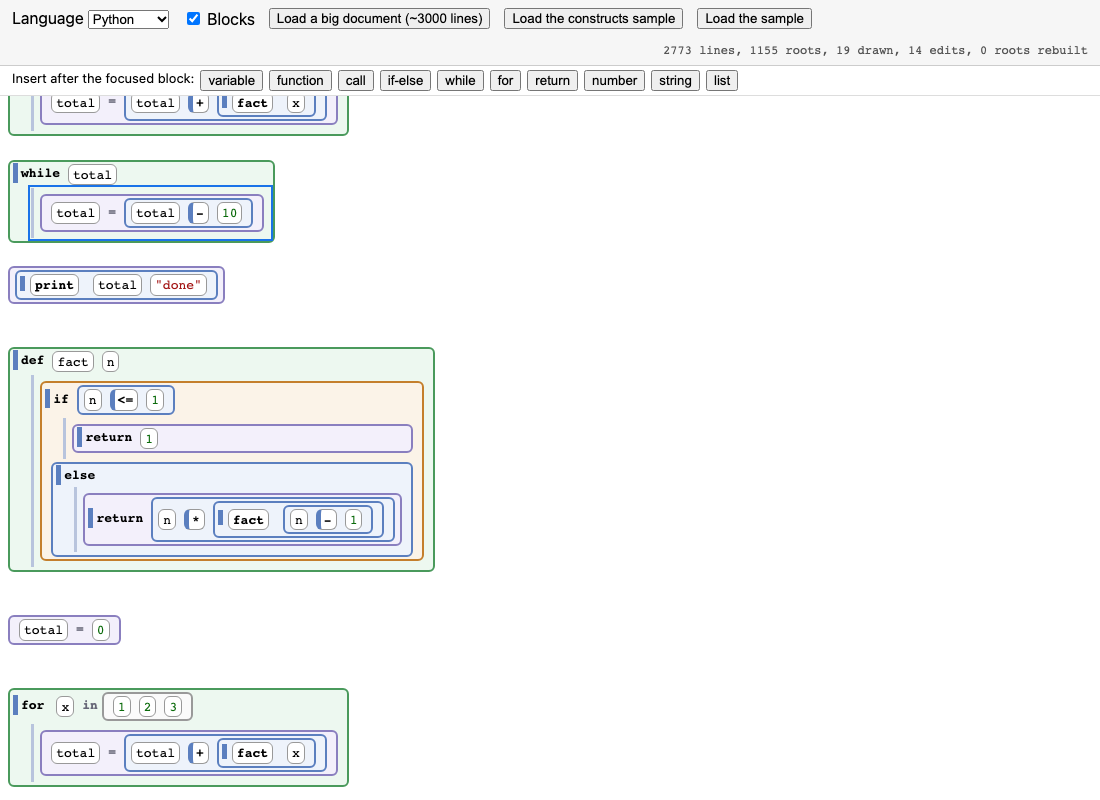 Language Python Blocks Load a big document (~3000 lines) Load the constructs sample Load the sample
2773 lines, 1155 roots, 19 drawn, 14 edits, 0 roots rebuilt
Insert after the focused block: variable function call if-else while for return number string list
total = total + fact x
while total
total = total - 10
print total "done"
def fact n
if n <= 1
return 1
else
return n * fact n - 1
total = 0
for x in 1 2 3
total = total + fact x